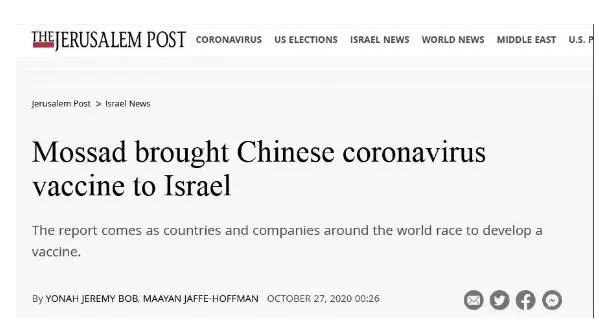 THE JERUSALEM POST CORONAVIRUS US ELECTIONS ISRAEL NEWS WORLD NEWS MIDDLE EAST U.S. P
Jerusalem Post > Israel News
Mossad brought Chinese coronavirus
vaccine to Israel
The report comes as countries and companies around the world race to develop a
vaccine.
By YONAH JEREMY BOB, MAAYAN JAFFE-HOFFMAN OCTOBER 27, 2020 00:26